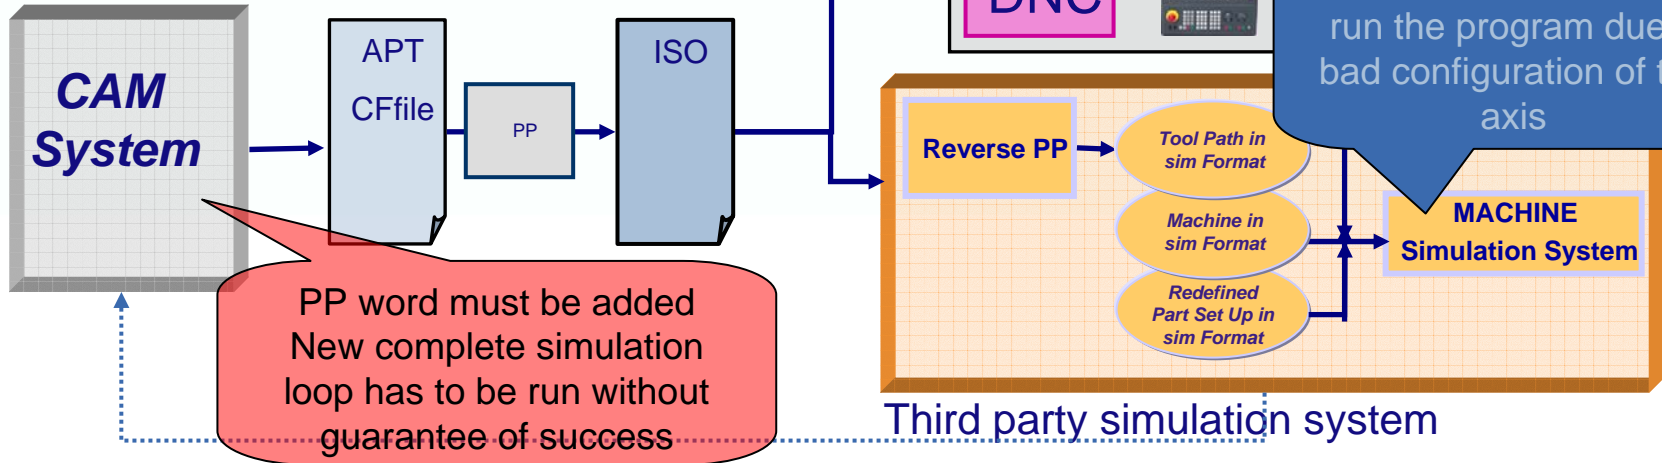 CAM
System
APT
CFfile
PP
ISO
DNC
run the program due
bad configuration of
axis
Reverse PP
Tool Path in
sim Format
Machine in
sim Format
Redefined
Part Set Up in
sim Format
MACHINE
Simulation System
PP word must be added
New complete simulation
loop has to be run without
guarantee of success
Third party simulation system